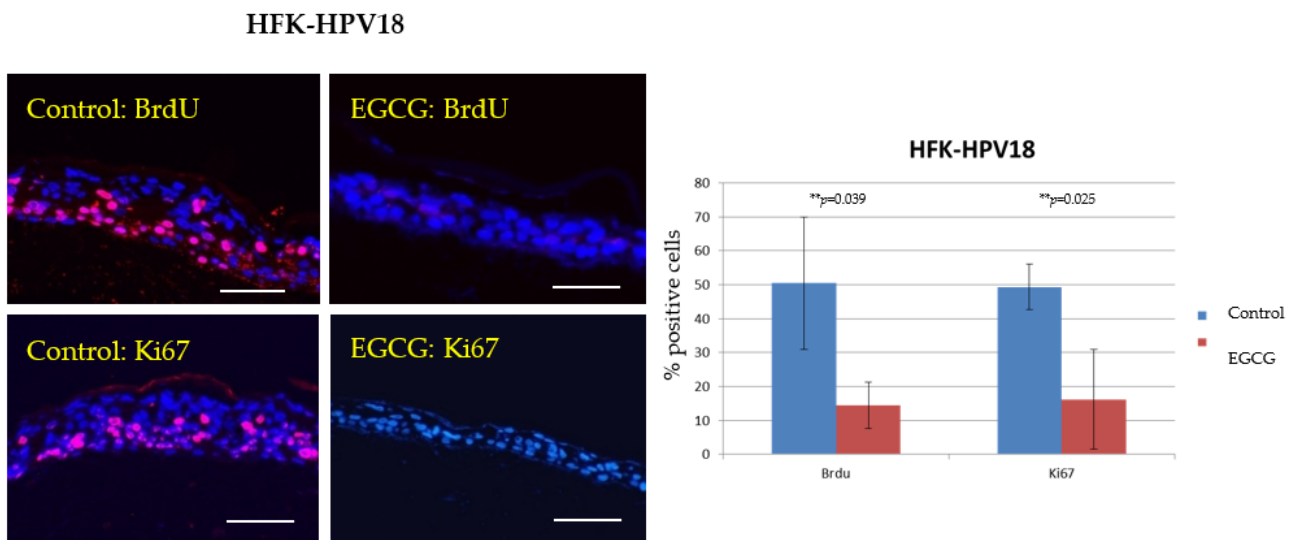 HFK-HPV18
Control: BrdU
EGCG: BrdU
Control: Ki67
EGCG: Ki67
HFK-HPV18
% positive cells
80
70
60
50
40
30
20
10
0
**p=0.039
**p=0.025
Brdu
Ki67
Control
EGCG